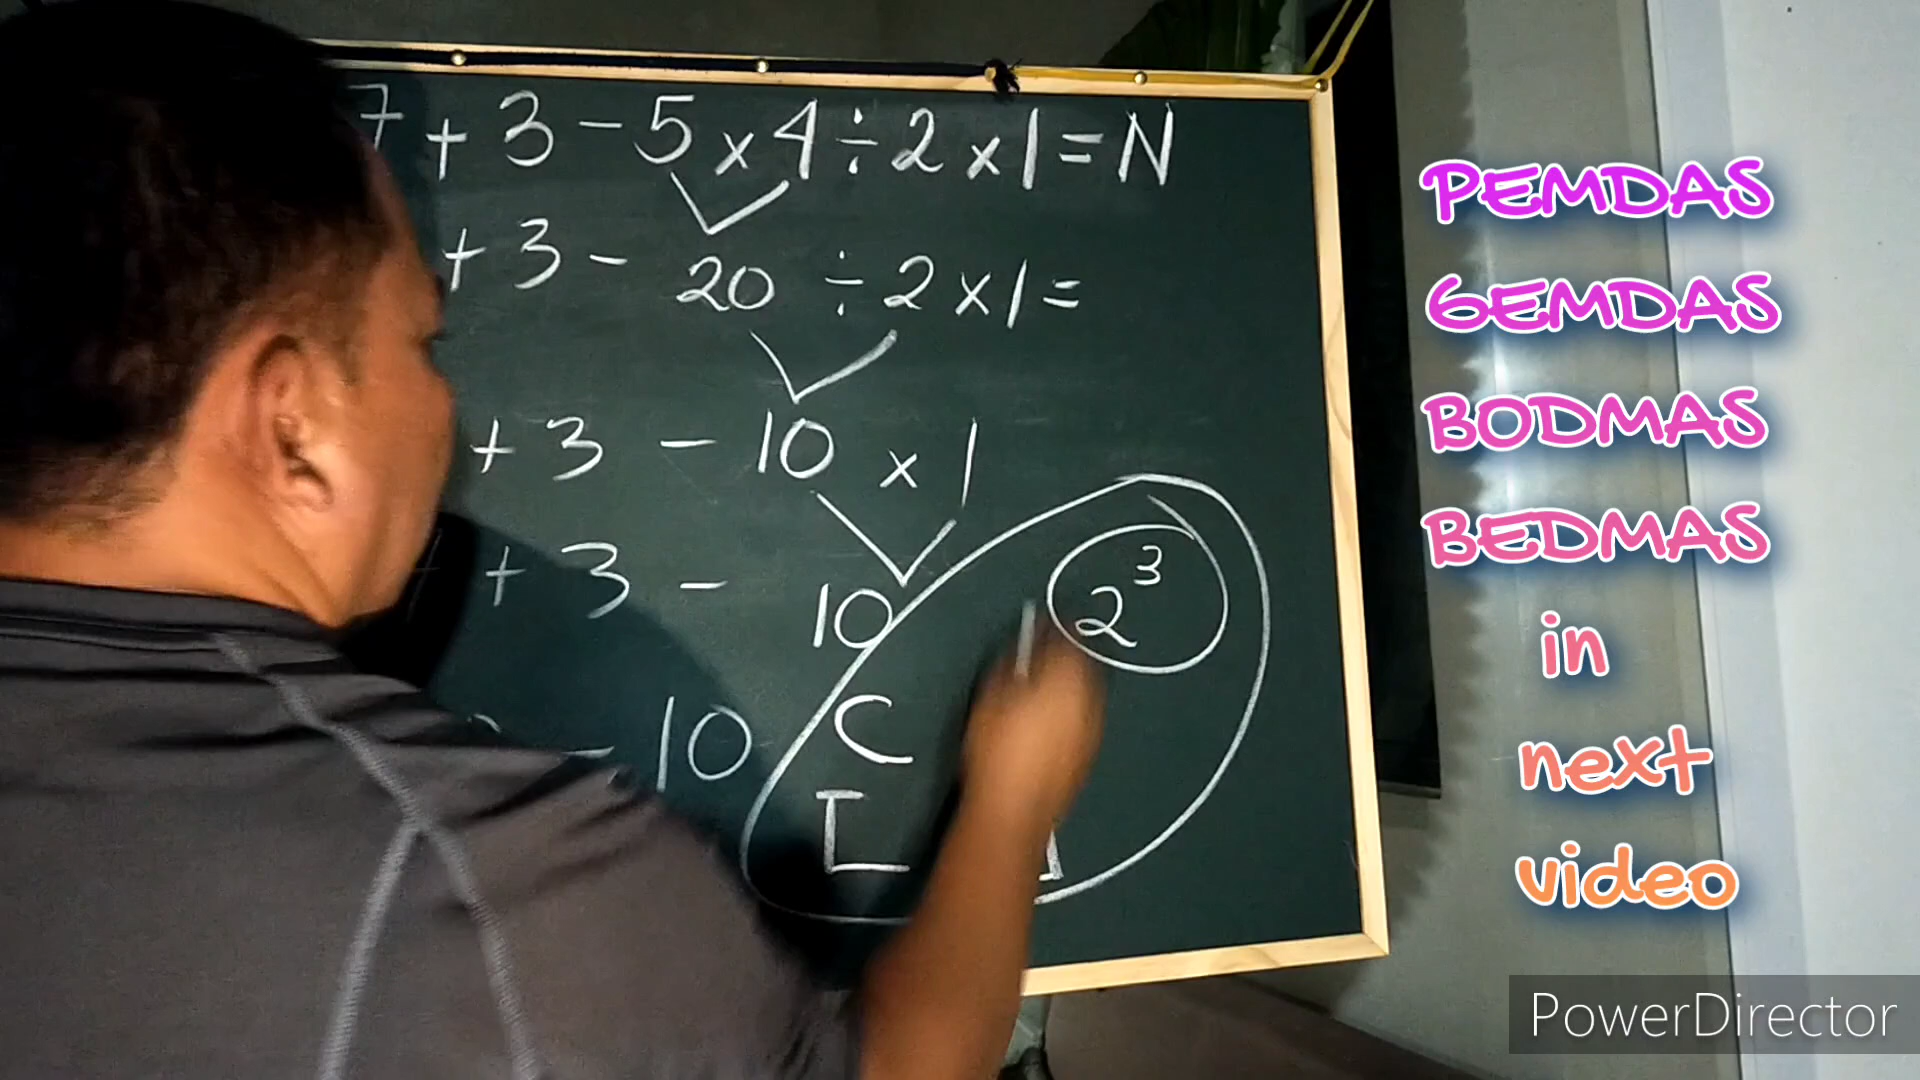 7 + 3 - 5 x 4 ÷ 2 x 1 = N
+ 3 - 20 ÷ 2 x 1 =
+ 3 - 10 x 1
+ 3 - 10
- 10
2³
C
PEMDAS
GEMDAS
BODMAS
BEDMAS
in
next
video
PowerDirector